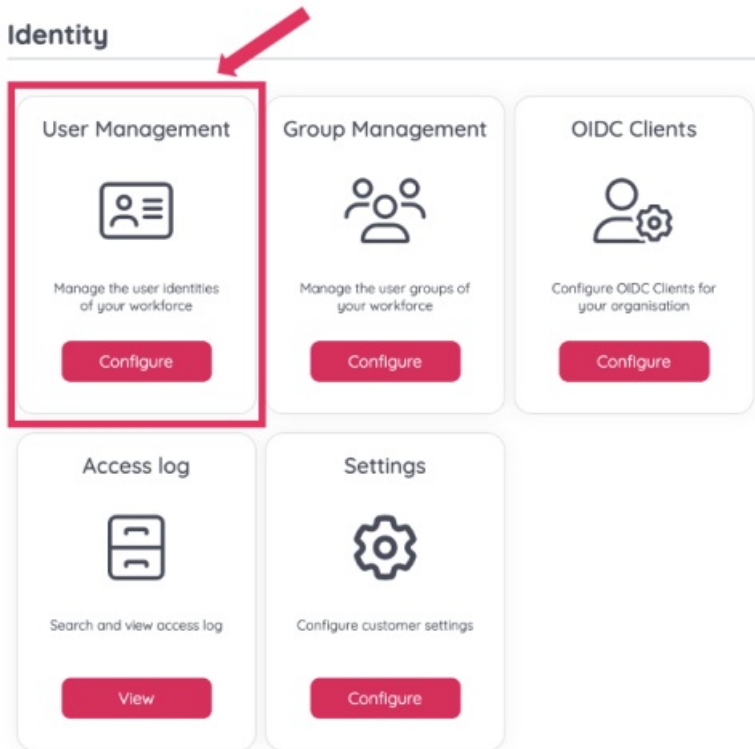 Identity
User Management
Manage the user identities
of your workforce
Configure
Group Management
Manage the user groups of
your workforce
Configure
OIDC Clients
Configure OIDC Clients for
your organisation
Configure
Access log
Search and view access log
View
Settings
Configure customer settings
Configure